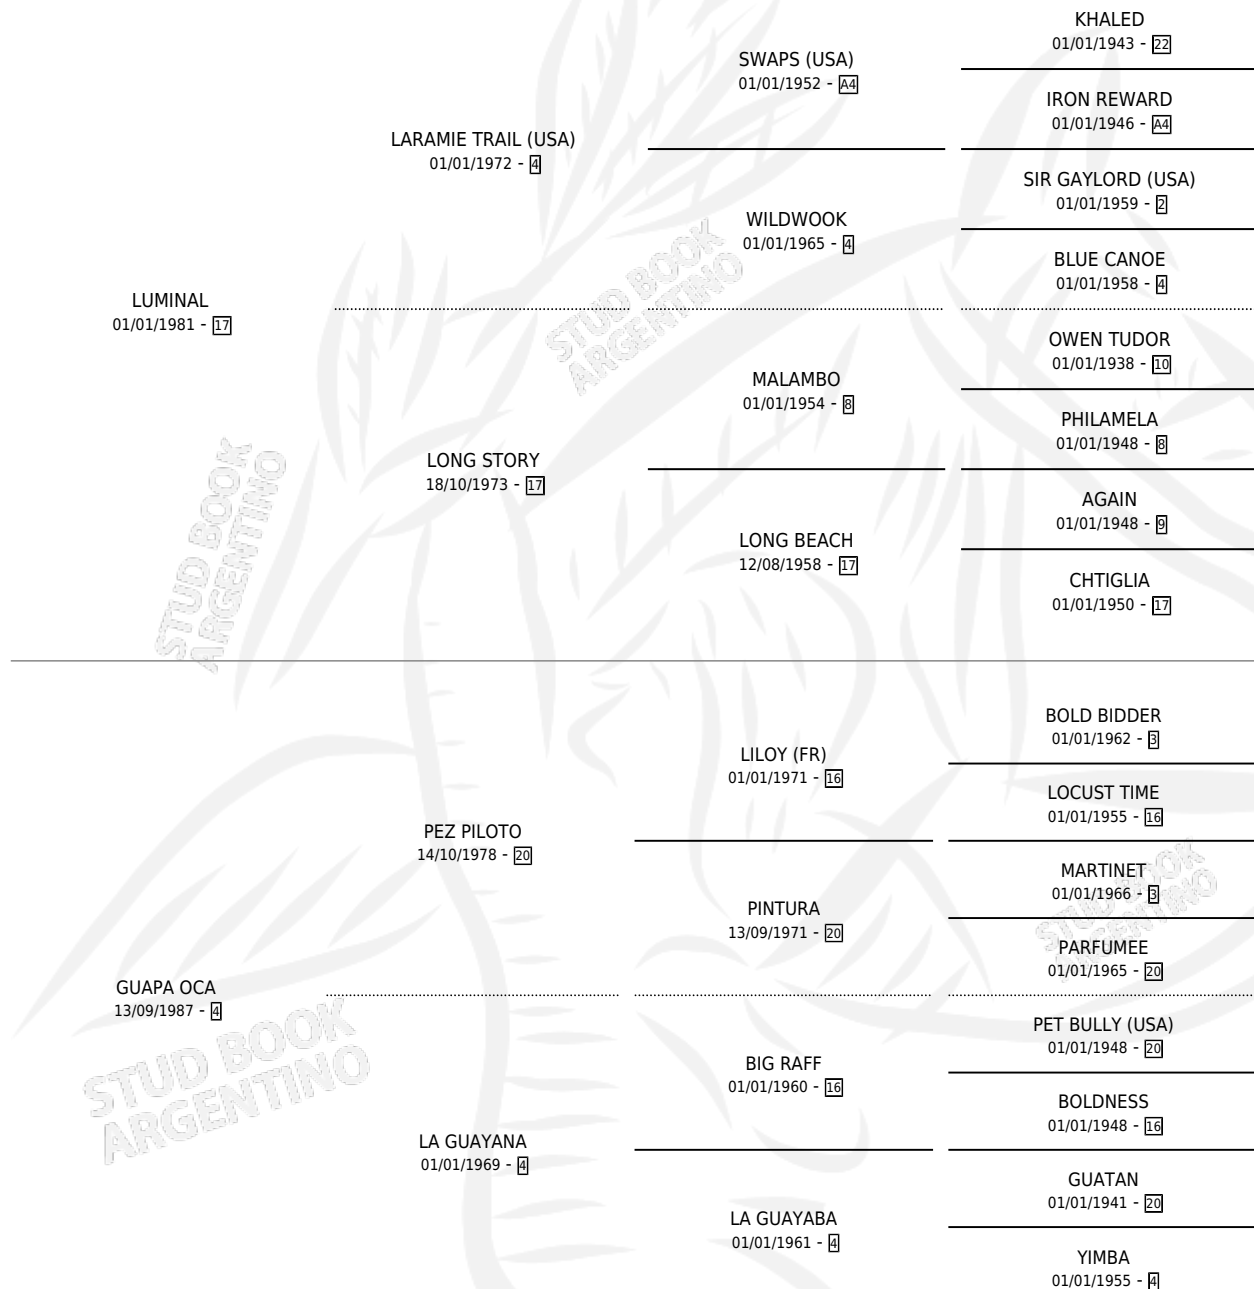 KHALED
01/01/1943 - 22
SWAPS (USA)
01/01/1952 - A4
IRON REWARD
01/01/1946 - A4
LARAMIE TRAIL (USA)
01/01/1972 - 4
SIR GAYLORD (USA)
01/01/1959 - 2
WILDWOOK
01/01/1965 - 4
BLUE CANOE
01/01/1958 - 4
LUMINAL
01/01/1981 - 17
STUD BOOK
ARGENTINO
OWEN TUDOR
01/01/1938 - 10
MALAMBO
01/01/1954 - 8
PHILAMELA
01/01/1948 - 8
LONG STORY
18/10/1973 - 17
AGAIN
01/01/1948 - 9
LONG BEACH
12/08/1958 - 17
CHTIGLIA
01/01/1950 - 17
STUD BOOK
ARGENTINO
BOLD BIDDER
01/01/1962 - 3
LILOY (FR)
01/01/1971 - 16
LOCUST TIME
01/01/1955 - 16
PEZ PILOTO
14/10/1978 - 20
MARTINET
01/01/1966 - 3
PINTURA
13/09/1971 - 20
PARFUMEE
01/01/1965 - 20
STUD BOOK
ARGENTINO
GUAPA OCA
13/09/1987 - 4
PET BULLY (USA)
01/01/1948 - 20
BIG RAFF
01/01/1960 - 16
BOLDNESS
01/01/1948 - 16
STUD BOOK
ARGENTINO
LA GUAYANA
01/01/1969 - 4
GUATAN
01/01/1941 - 20
LA GUAYABA
01/01/1961 - 4
YIMBA
01/01/1955 - 4